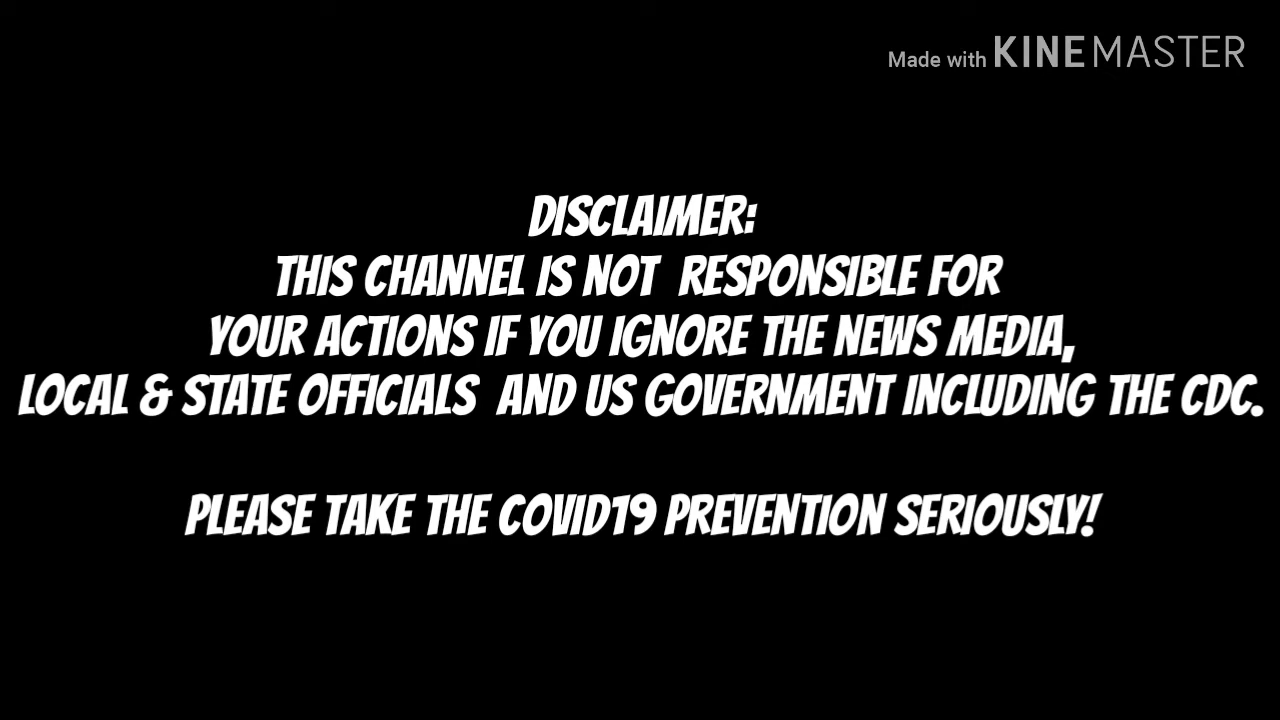 Made with KINEMASTER
DISCLAIMER:
THIS CHANNEL IS NOT RESPONSIBLE FOR
YOUR ACTIONS IF YOU IGNORE THE NEWS MEDIA,
LOCAL & STATE OFFICIALS AND US GOVERNMENT INCLUDING THE CDC.
PLEASE TAKE THE COVID19 PREVENTION SERIOUSLY!